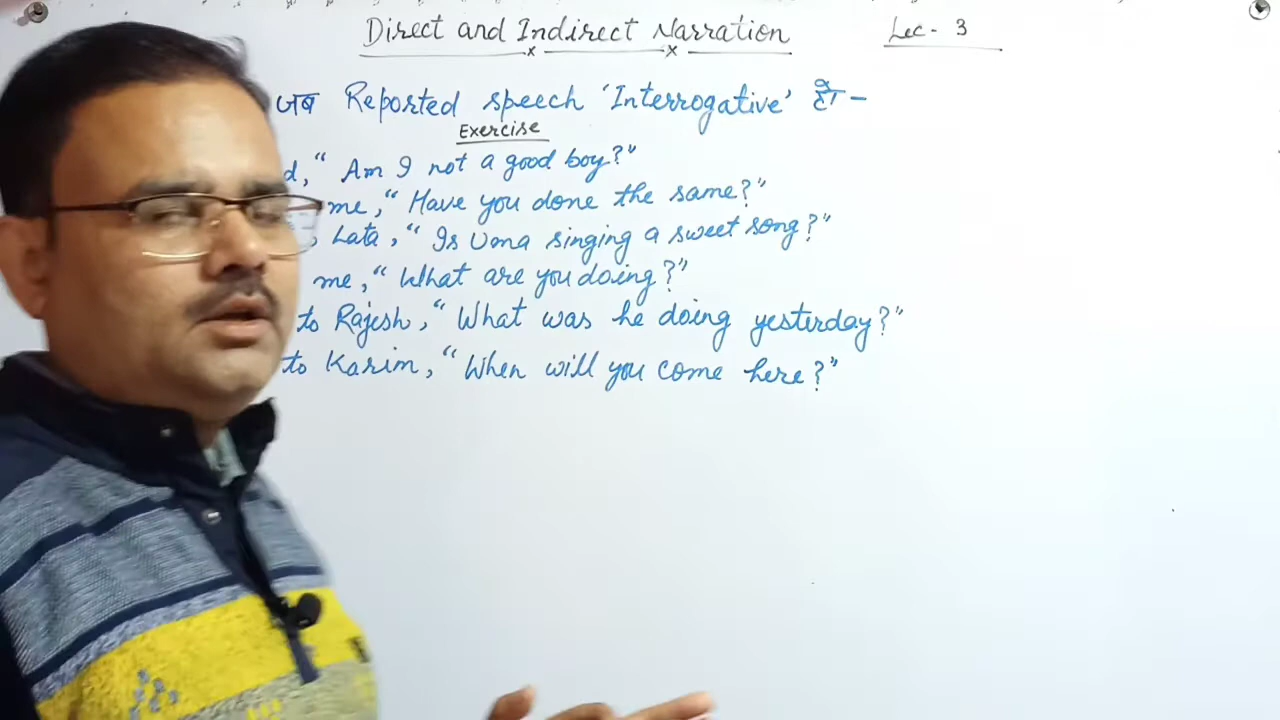 Direct and Indirect Narration
Lec - 3
जब Reported speech 'Interrogative' हो -
Exercise
d, "Am I not a good boy?"
me, "Have you done the same?"
, Lata, "Is Uma singing a sweet song?"
me, "What are you doing?"
to Rajesh, "What was he doing yesterday?"
to Karim, "When will you come here?"